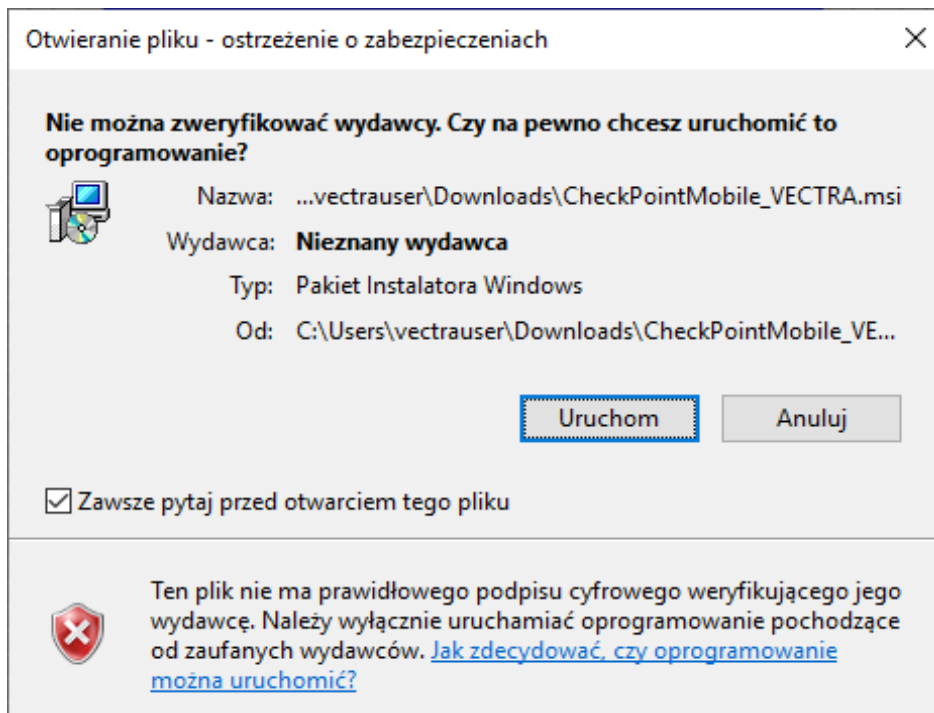 Otwieranie pliku - ostrzeżenie o zabezpieczeniach
Nie można zweryfikować wydawcy. Czy na pewno chcesz uruchomić to
oprogramowanie?
Nazwa: ...vectrauser\Downloads\CheckPointMobile_VECTRA.msi
Wydawca: Nieznany wydawca
Typ: Pakiet Instalatora Windows
Od: C:\Users\vectrauser\Downloads\CheckPointMobile_VE...
Uruchom Anuluj
Zawsze pytaj przed otwarciem tego pliku
Ten plik nie ma prawidłowego podpisu cyfrowego weryfikującego jego
wydawcę. Należy wyłącznie uruchamiać oprogramowanie pochodzące
od zaufanych wydawców. Jak zdecydować, czy oprogramowanie
można uruchomić?